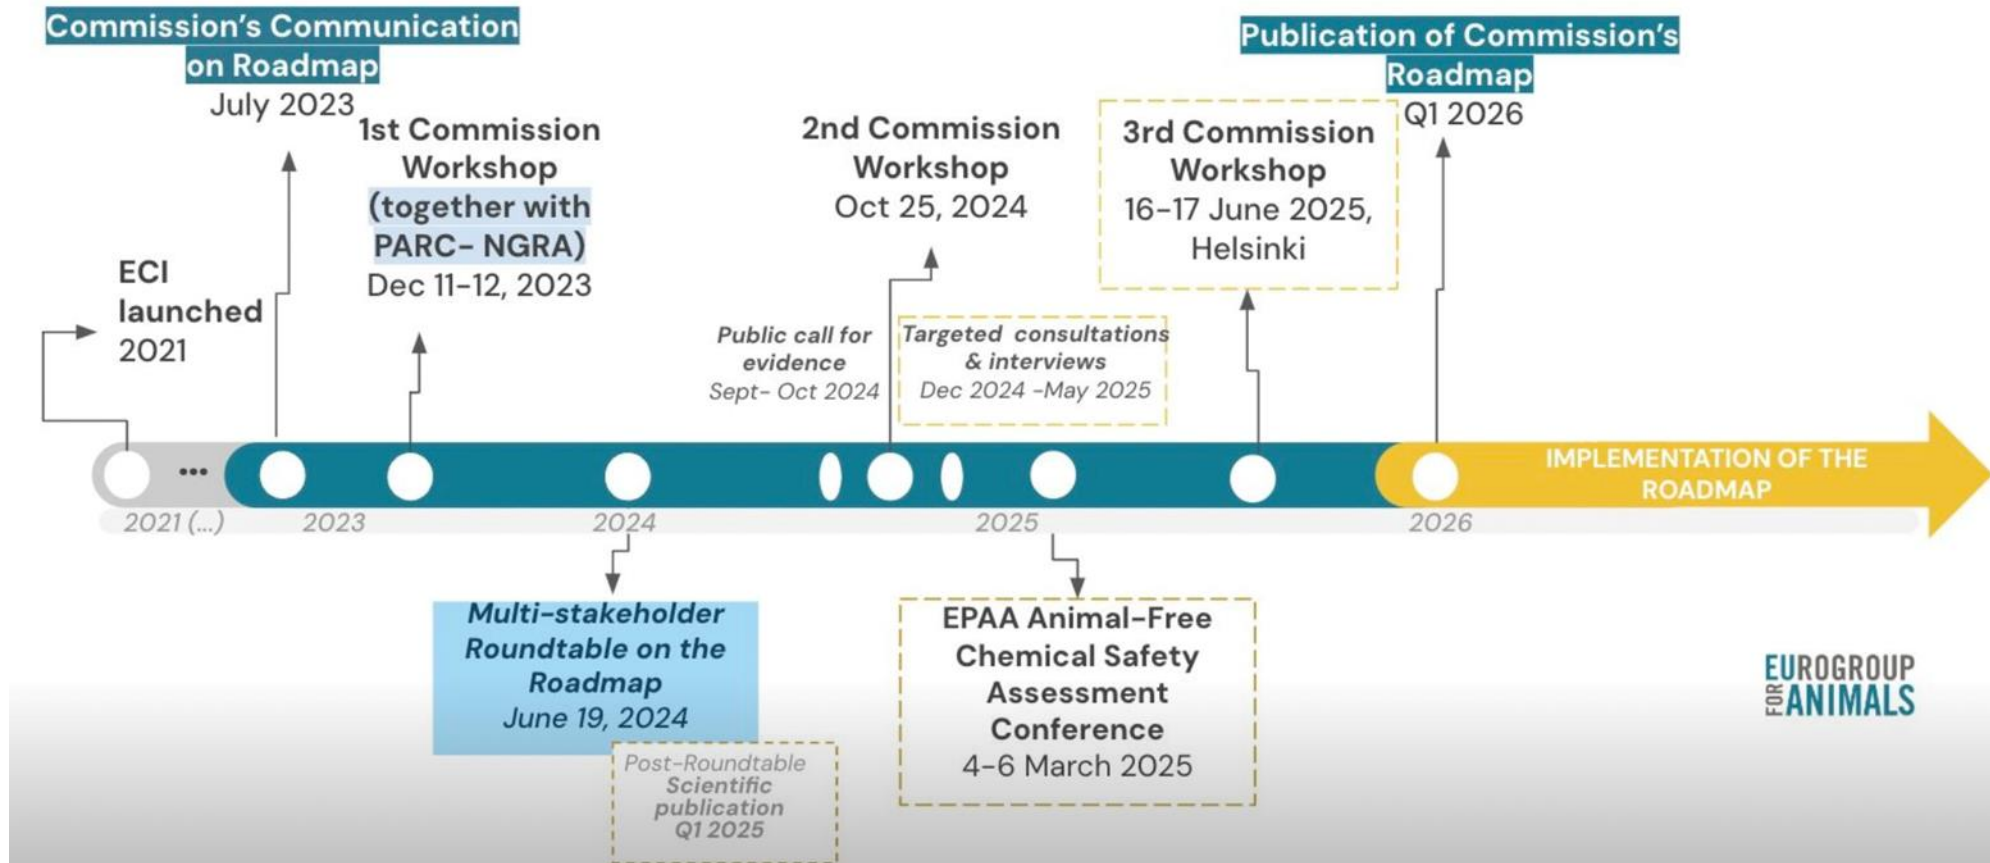 Commission's Communication
on Roadmap
July 2023
Publication of Commission's
Roadmap
Q1 2026
1st Commission
Workshop
(together with
PARC- NGRA)
Dec 11-12, 2023
2nd Commission
Workshop
Oct 25, 2024
3rd Commission
Workshop
16-17 June 2025,
Helsinki
ECI
launched
2021
Public call for
evidence
Sept- Oct 2024
Targeted consultations
& interviews
Dec 2024 -May 2025
•••
IMPLEMENTATION OF THE
ROADMAP
2021 (...)
2023
2024
2025
2026
Multi-stakeholder
Roundtable on the
Roadmap
June 19, 2024
Post-Roundtable
Scientific
publication
Q1 2025
EPAA Animal-Free
Chemical Safety
Assessment
Conference
4-6 March 2025
EUROGROUP
FOR ANIMALS